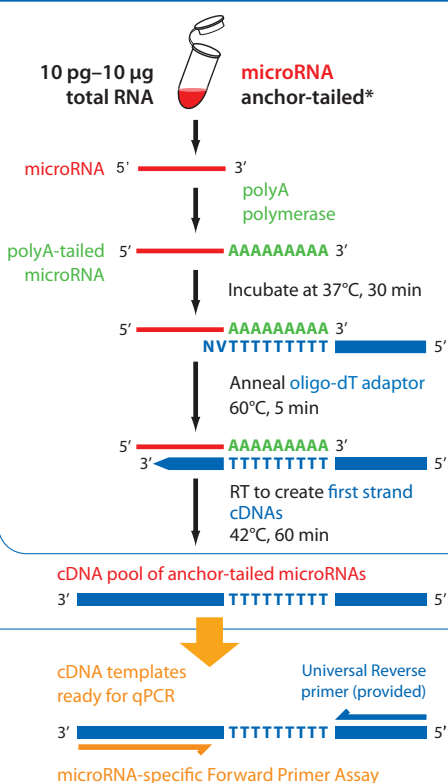 10 pg–10 µg
total RNA
microRNA
anchor-tailed*
microRNA 5’ 3’
polyA
polymerase
polyA-tailed
microRNA
5’ AAAAAAAAA 3’
Incubate at 37°C, 30 min
5’ AAAAAAAAA 3’
NVTTTTTTTTT 5’
Anneal oligo-dT adaptor
60°C, 5 min
5’ AAAAAAAAA 3’
3’ TTTTTTTTT 5’
RT to create first strand
cDNAs
42°C, 60 min
cDNA pool of anchor-tailed microRNAs
3’ TTTTTTTTT 5’
cDNA templates
ready for qPCR
Universal Reverse
primer (provided)
3’ TTTTTTTTT 5’
microRNA-specific Forward Primer Assay